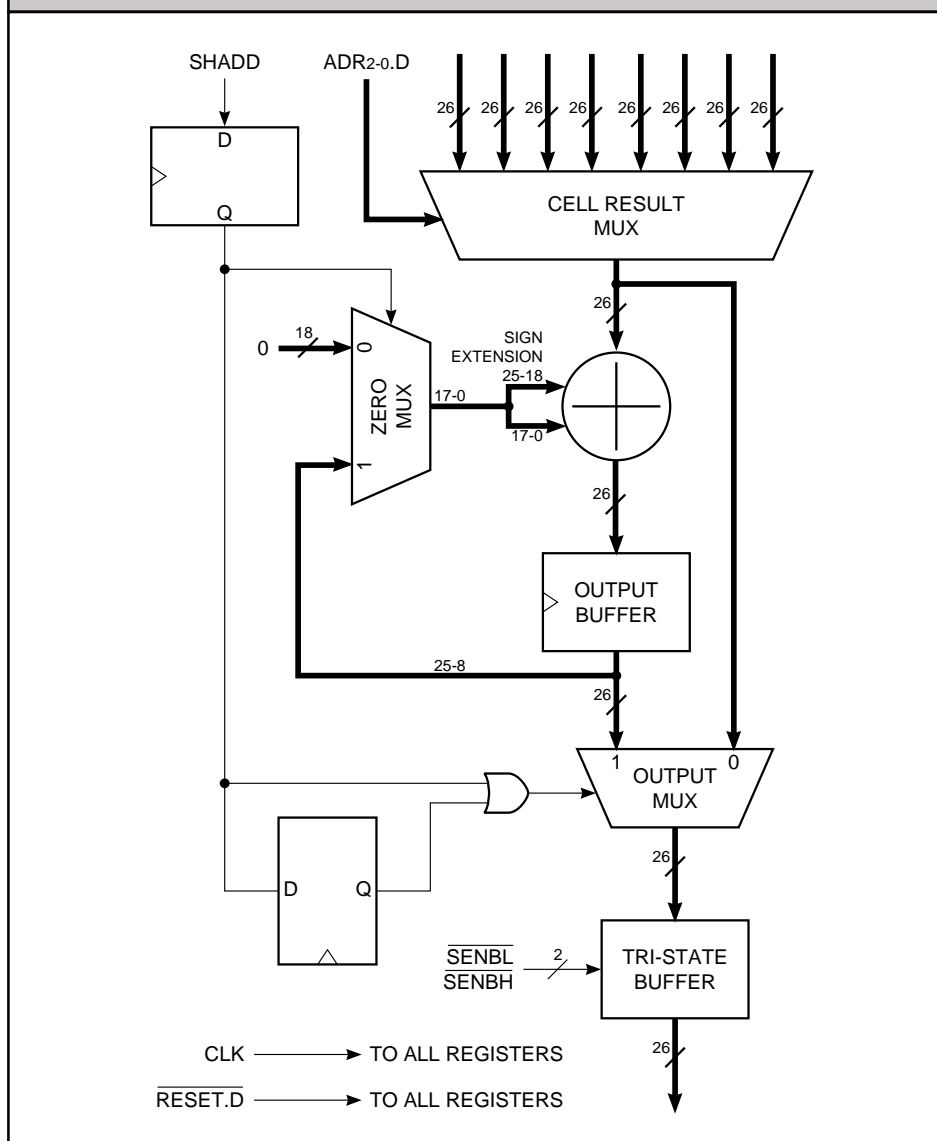 SHADD
ADR2-0.D
26 26 26 26 26 26 26 26
D
Q
CELL RESULT
MUX
26
0
18
0
ZERO
MUX
1
17-0
SIGN
EXTENSION
25-18
17-0
26
OUTPUT
BUFFER
25-8
26
1
0
OUTPUT
MUX
D
Q
26
SENBL
SENBH
2
TRI-STATE
BUFFER
26
CLK
TO ALL REGISTERS
RESET.D
TO ALL REGISTERS